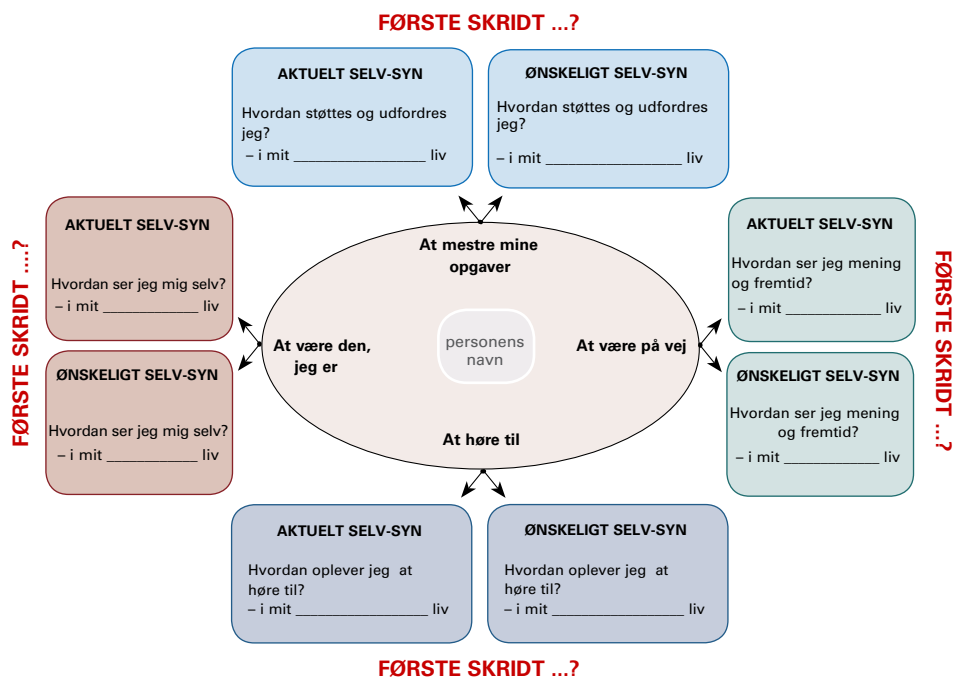 FØRSTE SKRIDT ...?
AKTUELT SELV-SYN
Hvordan støttes og udfordres
jeg?
– i mit _________________ liv
ØNSKELIGT SELV-SYN
Hvordan støttes og udfordres
jeg?
– i mit _________________ liv
FØRSTE SKRIDT ....?
AKTUELT SELV-SYN
Hvordan ser jeg mig selv?
– i mit ____________ liv
ØNSKELIGT SELV-SYN
Hvordan ser jeg mig selv?
– i mit ____________ liv
At mestre mine
opgaver
At være den,
jeg er
personens
navn
At være på vej
At høre til
AKTUELT SELV-SYN
Hvordan ser jeg mening
og fremtid?
– i mit ____________ liv
ØNSKELIGT SELV-SYN
Hvordan ser jeg mening
og fremtid?
– i mit ____________ liv
FØRSTE SKRIDT ...?
AKTUELT SELV-SYN
Hvordan oplever jeg at
høre til?
– i mit _________________ liv
ØNSKELIGT SELV-SYN
Hvordan oplever jeg at
høre til?
– i mit _________________ liv
FØRSTE SKRIDT ...?